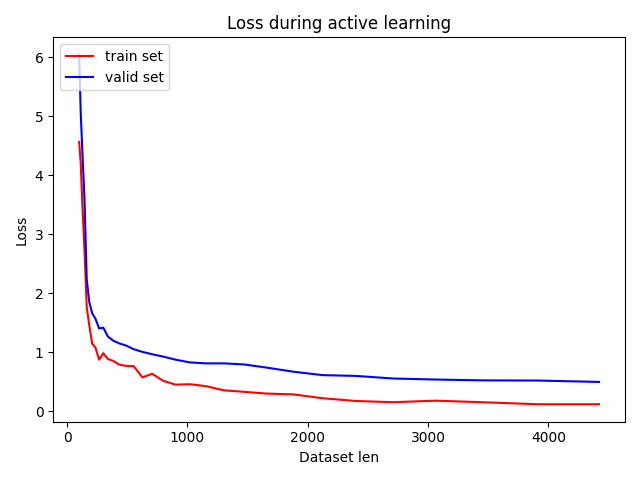 Loss during active learning
train set
valid set
Loss
6
5
4
3
2
1
0
0 1000 2000 3000 4000
Dataset len